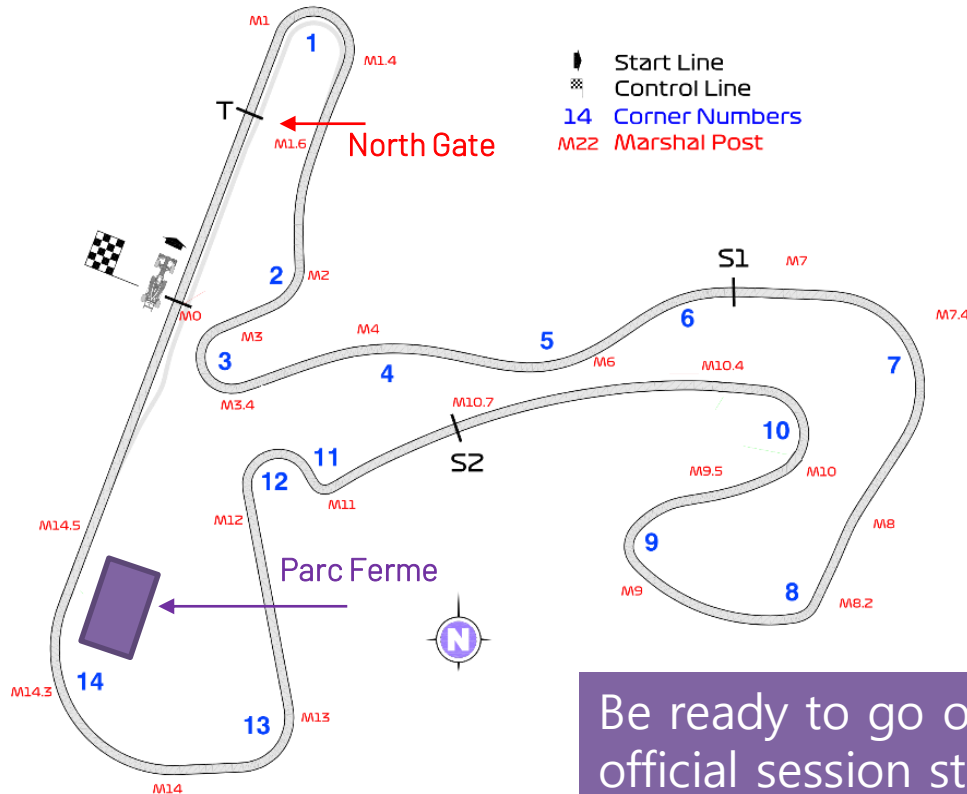 M1
1
M1.4
Start Line
Control Line
14 Corner Numbers
M22 Marshal Post
T
North Gate
M1.6
S1
M7
2
M2
M0
M3
M4
5
6
M7.4
7
3
4
M6
M10.4
M3.4
M10.7
10
S2
11
12
M9.5
M10
M11
M12
M14.5
M8
9
Parc Ferme
M9
8
M8.2
N
14
M14.3
13
M13
M14
Be ready to go o
official session st